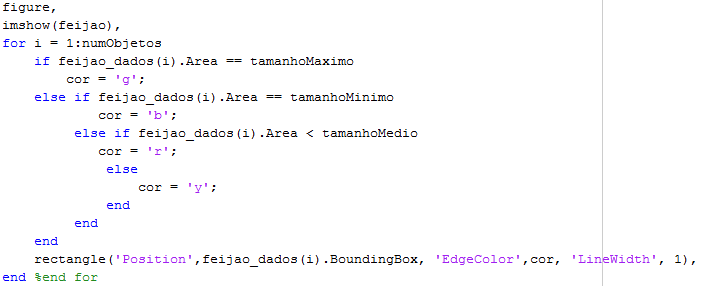 figure,
imshow(feijao),
for i = 1:numObjetos
    if feijao_dados(i).Area == tamanhoMaximo
        cor = 'g';
    else if feijao_dados(i).Area == tamanhoMinimo
            cor = 'b';
         else if feijao_dados(i).Area < tamanhoMedio
            cor = 'r';
             else
                 cor = 'y';
             end
         end
    end
    rectangle('Position',feijao_dados(i).BoundingBox, 'EdgeColor',cor, 'LineWidth', 1),
end %end for